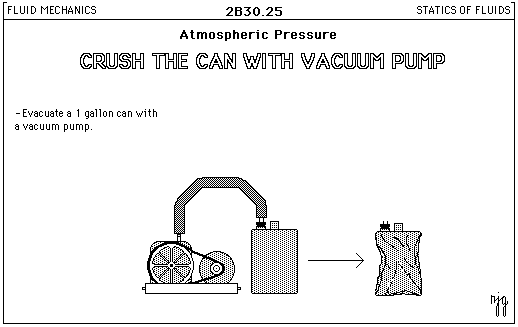 FLUID MECHANICS
2B30.25
STATICS OF FLUIDS
Atmospheric Pressure
CRUSH THE CAN WITH VACUUM PUMP
- Evacuate a 1 gallon can with
a vacuum pump.
njg